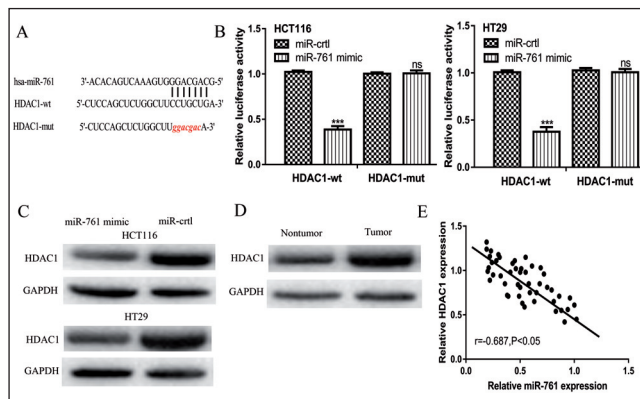 A
hsa-miR-761 3'-ACACAGUCAAAGUGGGACGACG-5'
HDAC1-wt 5'-CUCCAGCUCUUGGCUUCCUGCUGA-3'
HDAC1-mut 5'-CUCCAGCUCUGGCUUggacgacA-3'
B
HCT116
miR-crtl
miR-761 mimic
Relative luciferase activity
1.5
1.0
0.5
0.0
***
ns
HDAC1-wt HDAC1-mut
HT29
miR-crtl
miR-761 mimic
Relative luciferase activity
1.5
1.0
0.5
0.0
***
ns
HDAC1-wt HDAC1-mut
C
miR-761 mimic miR-crtl
HCT116
HDAC1
GAPDH
HT29
HDAC1
GAPDH
D
Nontumor Tumor
HDAC1
GAPDH
E
Relative HDAC1 expression
1.5
1.0
0.5
0.0
r=-0.687,P<0.05
0.0 0.5 1.0 1.5
Relative miR-761 expression